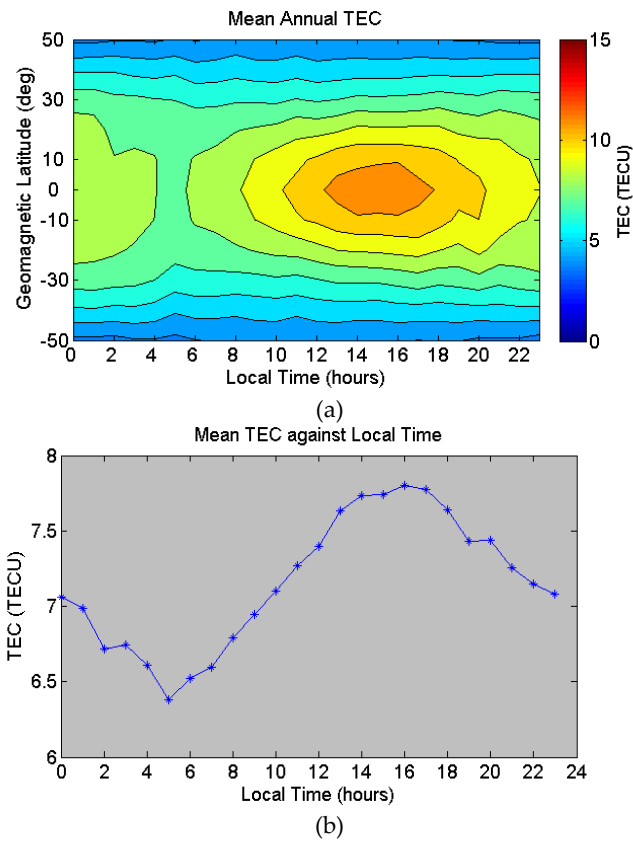 Mean Annual TEC
50
30
10
0
-10
-30
-50
Geomagnetic Latitude (deg)
0 2 4 6 8 10 12 14 16 18 20 22
Local Time (hours)
15
10
5
0
TEC (TECU)
(a)
Mean TEC against Local Time
8
7.5
7
6.5
6
TEC (TECU)
0 2 4 6 8 10 12 14 16 18 20 22 24
Local Time (hours)
(b)